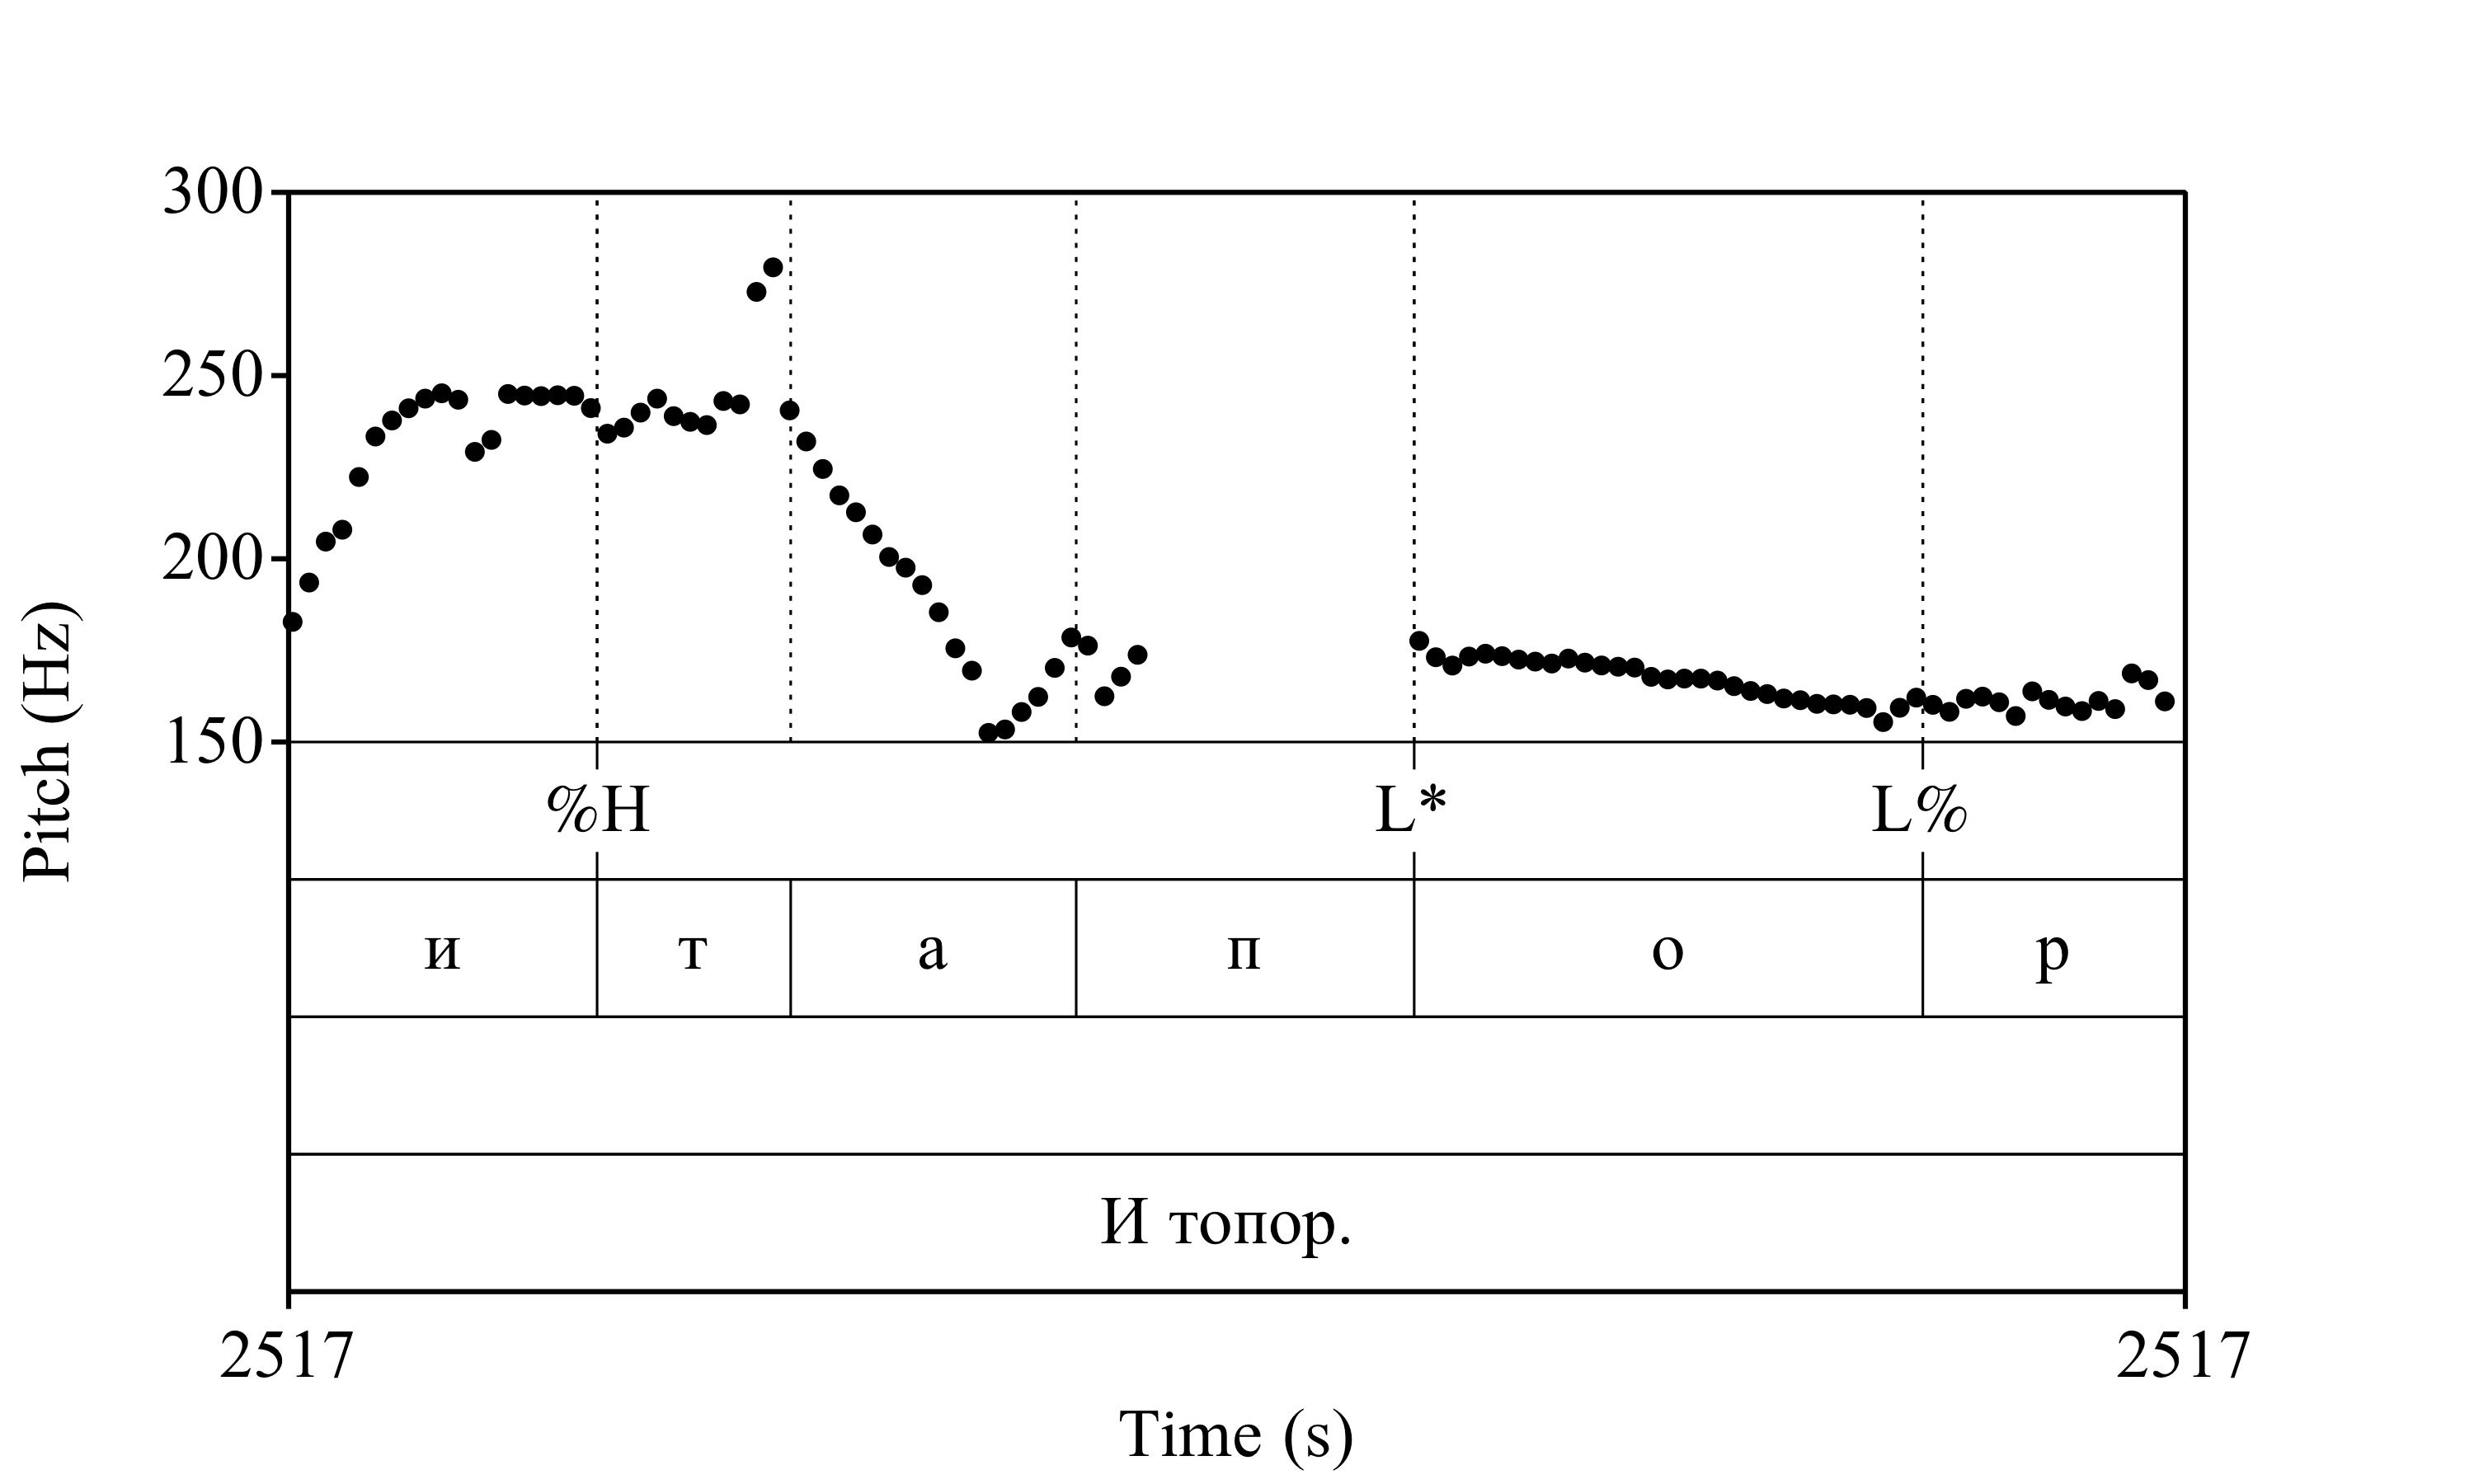 300
250
200
150
Pitch (Hz)
%H L* L%
и т а п о р
И топор.
2517 2517
Time (s)